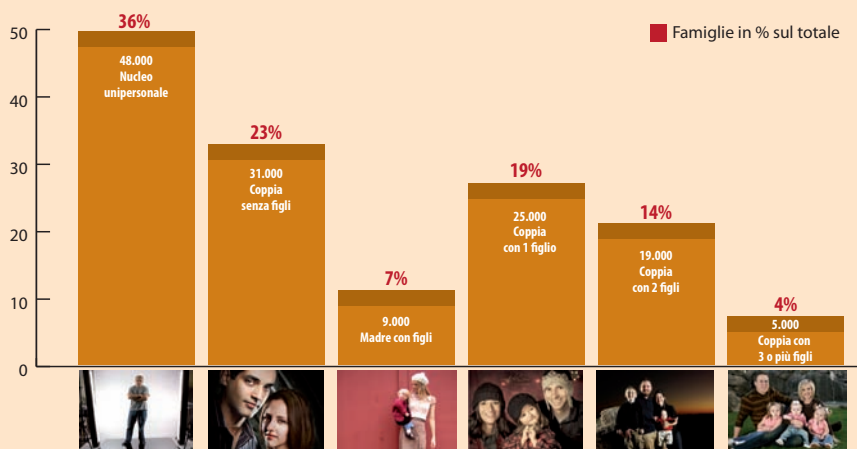 Famiglie in % sul totale
50
40
30
20
10
0
36%
48.000
Nucleo
unipersonale
23%
31.000
Coppia
senza figli
7%
9.000
Madre con figli
19%
25.000
Coppia
con 1 figlio
14%
19.000
Coppia
con 2 figli
4%
5.000
Coppia con
3 o più figli